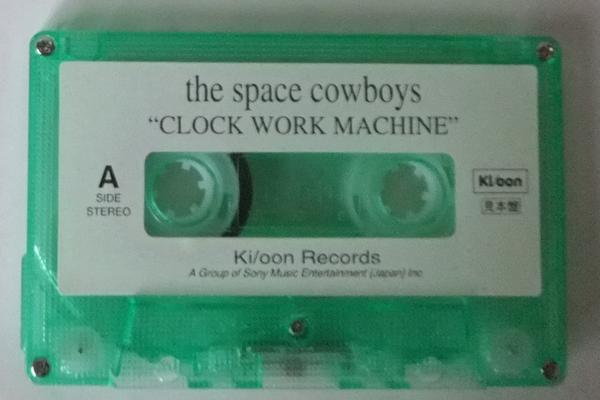 the space cowboys
“CLOCK WORK MACHINE”
A
SIDE
STEREO
Ki/oon
見本盤
Ki/oon Records
A Group of Sony Music Entertainment (Japan) Inc